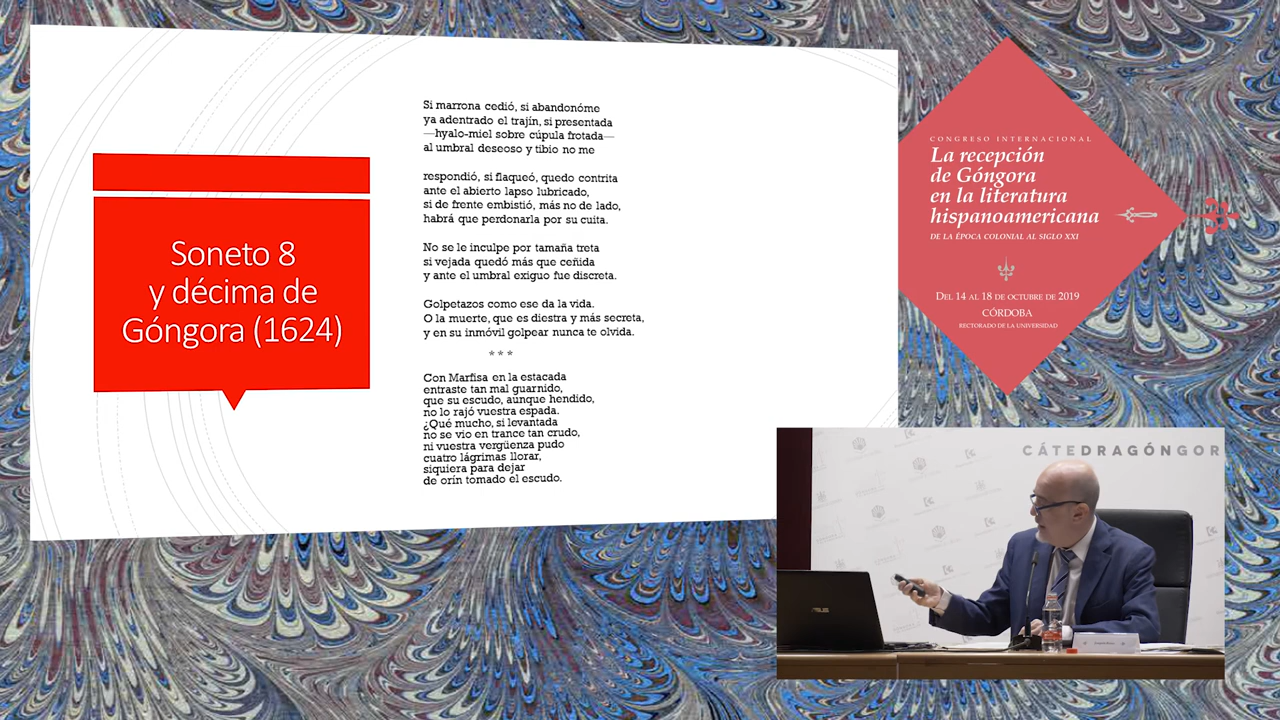 Soneto 8
y décima de
Góngora (1624)
Si marrona cedió, si abandonóme
ya adentrado el trajín, si presentada
—hyalo-miel sobre cúpula frotada—
al umbral deseoso y tibio no me
respondió, si flaqueó, quedo contrita
ante el abierto lapso lubricado,
si de frente embistió, más no de lado,
habrá que perdonarla por su cuita.
No se le inculpe por tamaña treta
si vejada quedó más que ceñida
y ante el umbral exiguo fue discreta.
Golpetazos como ese da la vida.
O la muerte, que es diestra y más secreta,
y en su inmóvil golpear nunca te olvida.
* * *
Con Marfisa en la estacada
entraste tan mal guarnido,
que su escudo, aunque hendido,
no lo rajó vuestra espada.
¿Qué mucho, si levantada
no se vio en trance tan crudo,
ni vuestra vergüenza pudo
cuatro lágrimas llorar,
siquiera para dejar
de orín tomado el escudo.
CONGRESO INTERNACIONAL
La recepción
de Góngora
en la literatura
hispanoamericana
DE LA ÉPOCA COLONIAL AL SIGLO XXI
DEL 14 AL 18 DE OCTUBRE DE 2019
CÓRDOBA
RECTORADO DE LA UNIVERSIDAD
CÁTEDRAGÓNGOR
ASUS